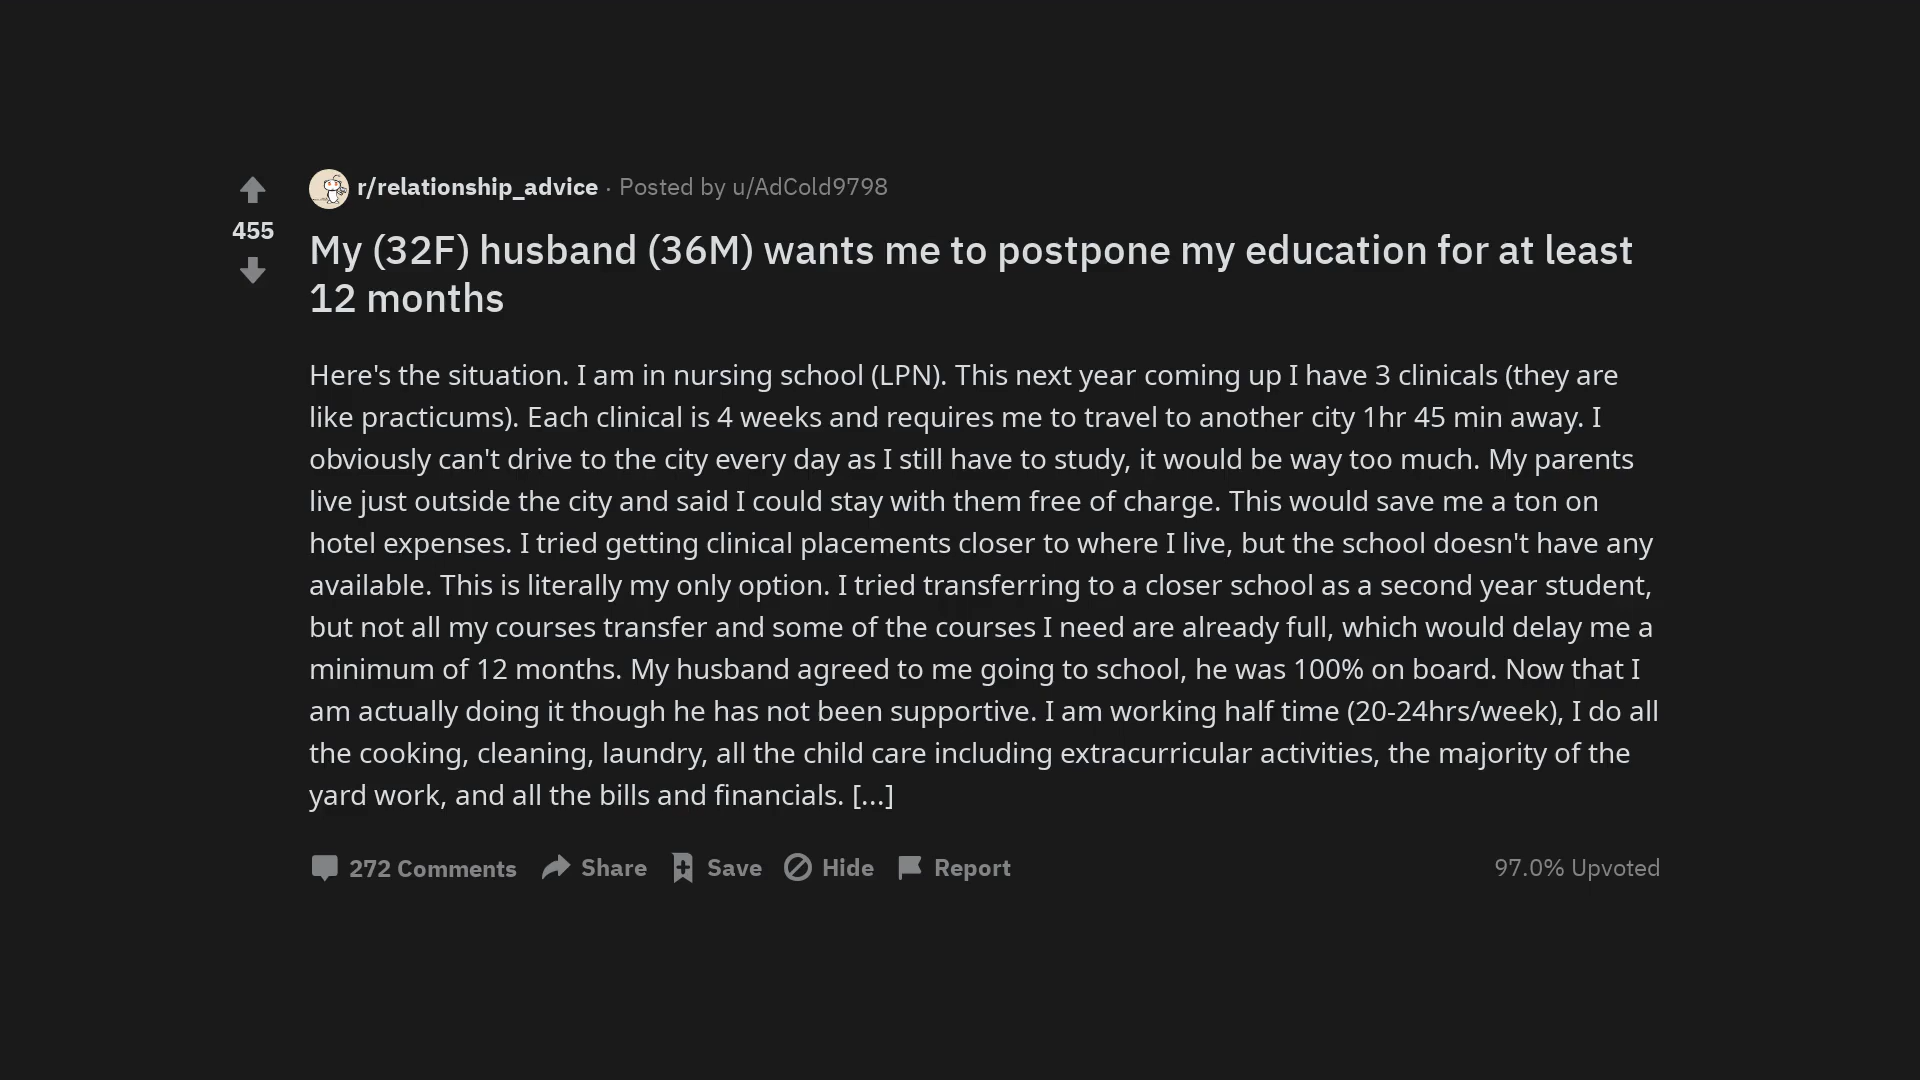 r/relationship_advice · Posted by u/AdCold9798
455
My (32F) husband (36M) wants me to postpone my education for at least
12 months
Here's the situation. I am in nursing school (LPN). This next year coming up I have 3 clinicals (they are
like practicums). Each clinical is 4 weeks and requires me to travel to another city 1hr 45 min away. I
obviously can't drive to the city every day as I still have to study, it would be way too much. My parents
live just outside the city and said I could stay with them free of charge. This would save me a ton on
hotel expenses. I tried getting clinical placements closer to where I live, but the school doesn't have any
available. This is literally my only option. I tried transferring to a closer school as a second year student,
but not all my courses transfer and some of the courses I need are already full, which would delay me a
minimum of 12 months. My husband agreed to me going to school, he was 100% on board. Now that I
am actually doing it though he has not been supportive. I am working half time (20-24hrs/week), I do all
the cooking, cleaning, laundry, all the child care including extracurricular activities, the majority of the
yard work, and all the bills and financials. [...]
272 Comments Share Save Hide Report 97.0% Upvoted